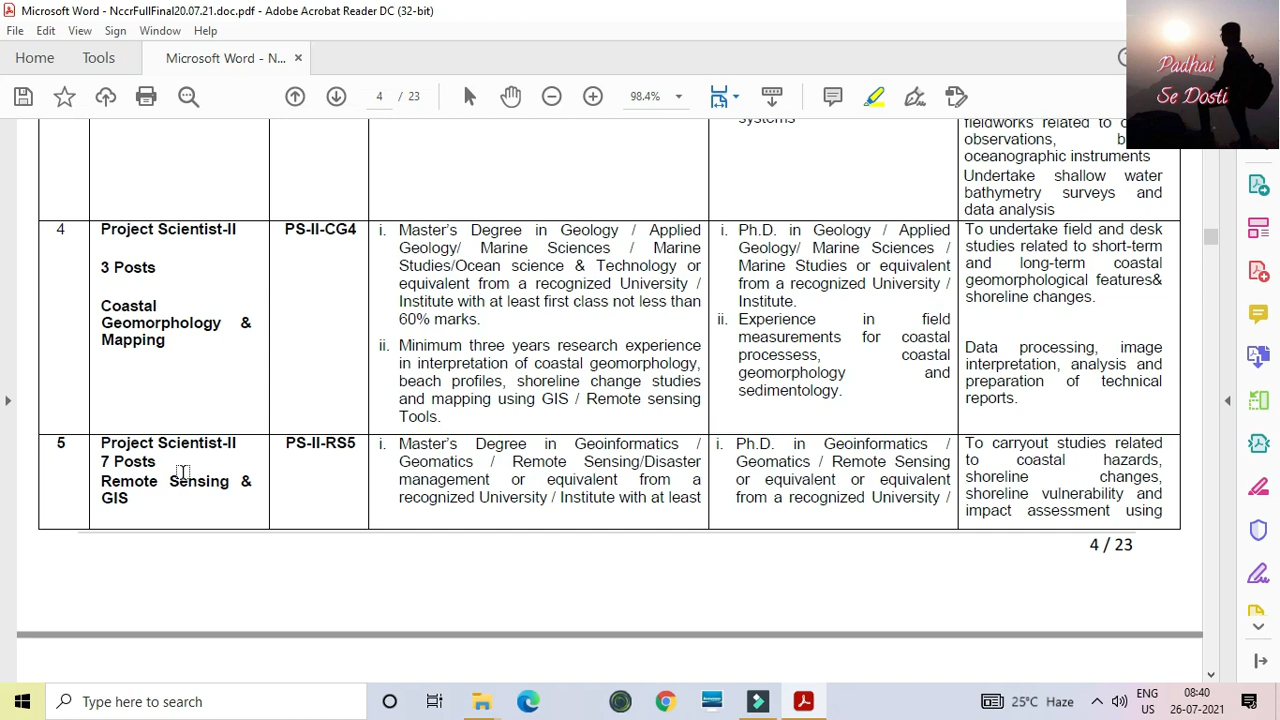 Microsoft Word - NccrFullFinal20.07.21.doc.pdf - Adobe Acrobat Reader DC (32-bit)
File Edit View Sign Window Help
Home Tools Microsoft Word - N... ×
4 / 23 98.4%
Padhai
Se Dosti
systems
fieldworks related to
observations,
oceanographic instruments
Undertake shallow water
bathymetry surveys and
data analysis
4
Project Scientist-II
3 Posts
Coastal
Geomorphology &
Mapping
PS-II-CG4
i. Master's Degree in Geology / Applied
Geology/ Marine Sciences / Marine
Studies/Ocean science & Technology or
equivalent from a recognized University /
Institute with at least first class not less than
60% marks.
ii. Minimum three years research experience
in interpretation of coastal geomorphology,
beach profiles, shoreline change studies
and mapping using GIS / Remote sensing
Tools.
i. Ph.D. in Geology / Applied
Geology/ Marine Sciences /
Marine Studies or equivalent
from a recognized University /
Institute.
ii. Experience in field
measurements for coastal
processess, coastal
geomorphology and
sedimentology.
To undertake field and desk
studies related to short-term
and long-term coastal
geomorphological features&
shoreline changes.
Data processing, image
interpretation, analysis and
preparation of technical
reports.
5
Project Scientist-II
7 Posts
Remote Sensing &
GIS
PS-II-RS5
i. Master's Degree in Geoinformatics /
Geomatics / Remote Sensing/Disaster
management or equivalent from a
recognized University / Institute with at least
i. Ph.D. in Geoinformatics /
Geomatics / Remote Sensing
or equivalent or equivalent
from a recognized University /
To carryout studies related
to coastal hazards,
shoreline changes,
shoreline vulnerability and
impact assessment using
4 / 23
Type here to search
25°C Haze
ENG
IN
08:40
26-07-2021